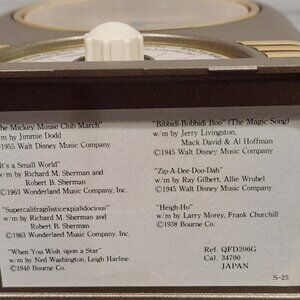 "The Mickey Mouse Club March"
w/m by Jimmie Dodd
©1955 Walt Disney Music Company
"It's a Small World"
w/m by Richard M. Sherman and
Robert B. Sherman
©1963 Wonderland Music Company, Inc.
"Supercalifragilisticexpialidocious"
w/m by Richard M. Sherman and
Robert B. Sherman
©1963 Wonderland Music Company, Inc.
"When You Wish upon a Star"
w/m by Ned Washington, Leigh Harline
©1940 Bourne Co.
"Bibbidi-Bobbidi Boo" (The Magic Song)
w/m by Jerry Livingston,
Mack David & Al Hoffman
©1945 Walt Disney Music Company
"Zip-A-Dee-Doo-Dah"
w/m by Ray Gilbert, Allie Wrubel
©1945 Walt Disney Music Company
"Heigh-Ho"
w/m by Larry Morey, Frank Churchill
©1938 Bourne Co.
Ref. QFD206G
Cal. 34700
JAPAN
S-25